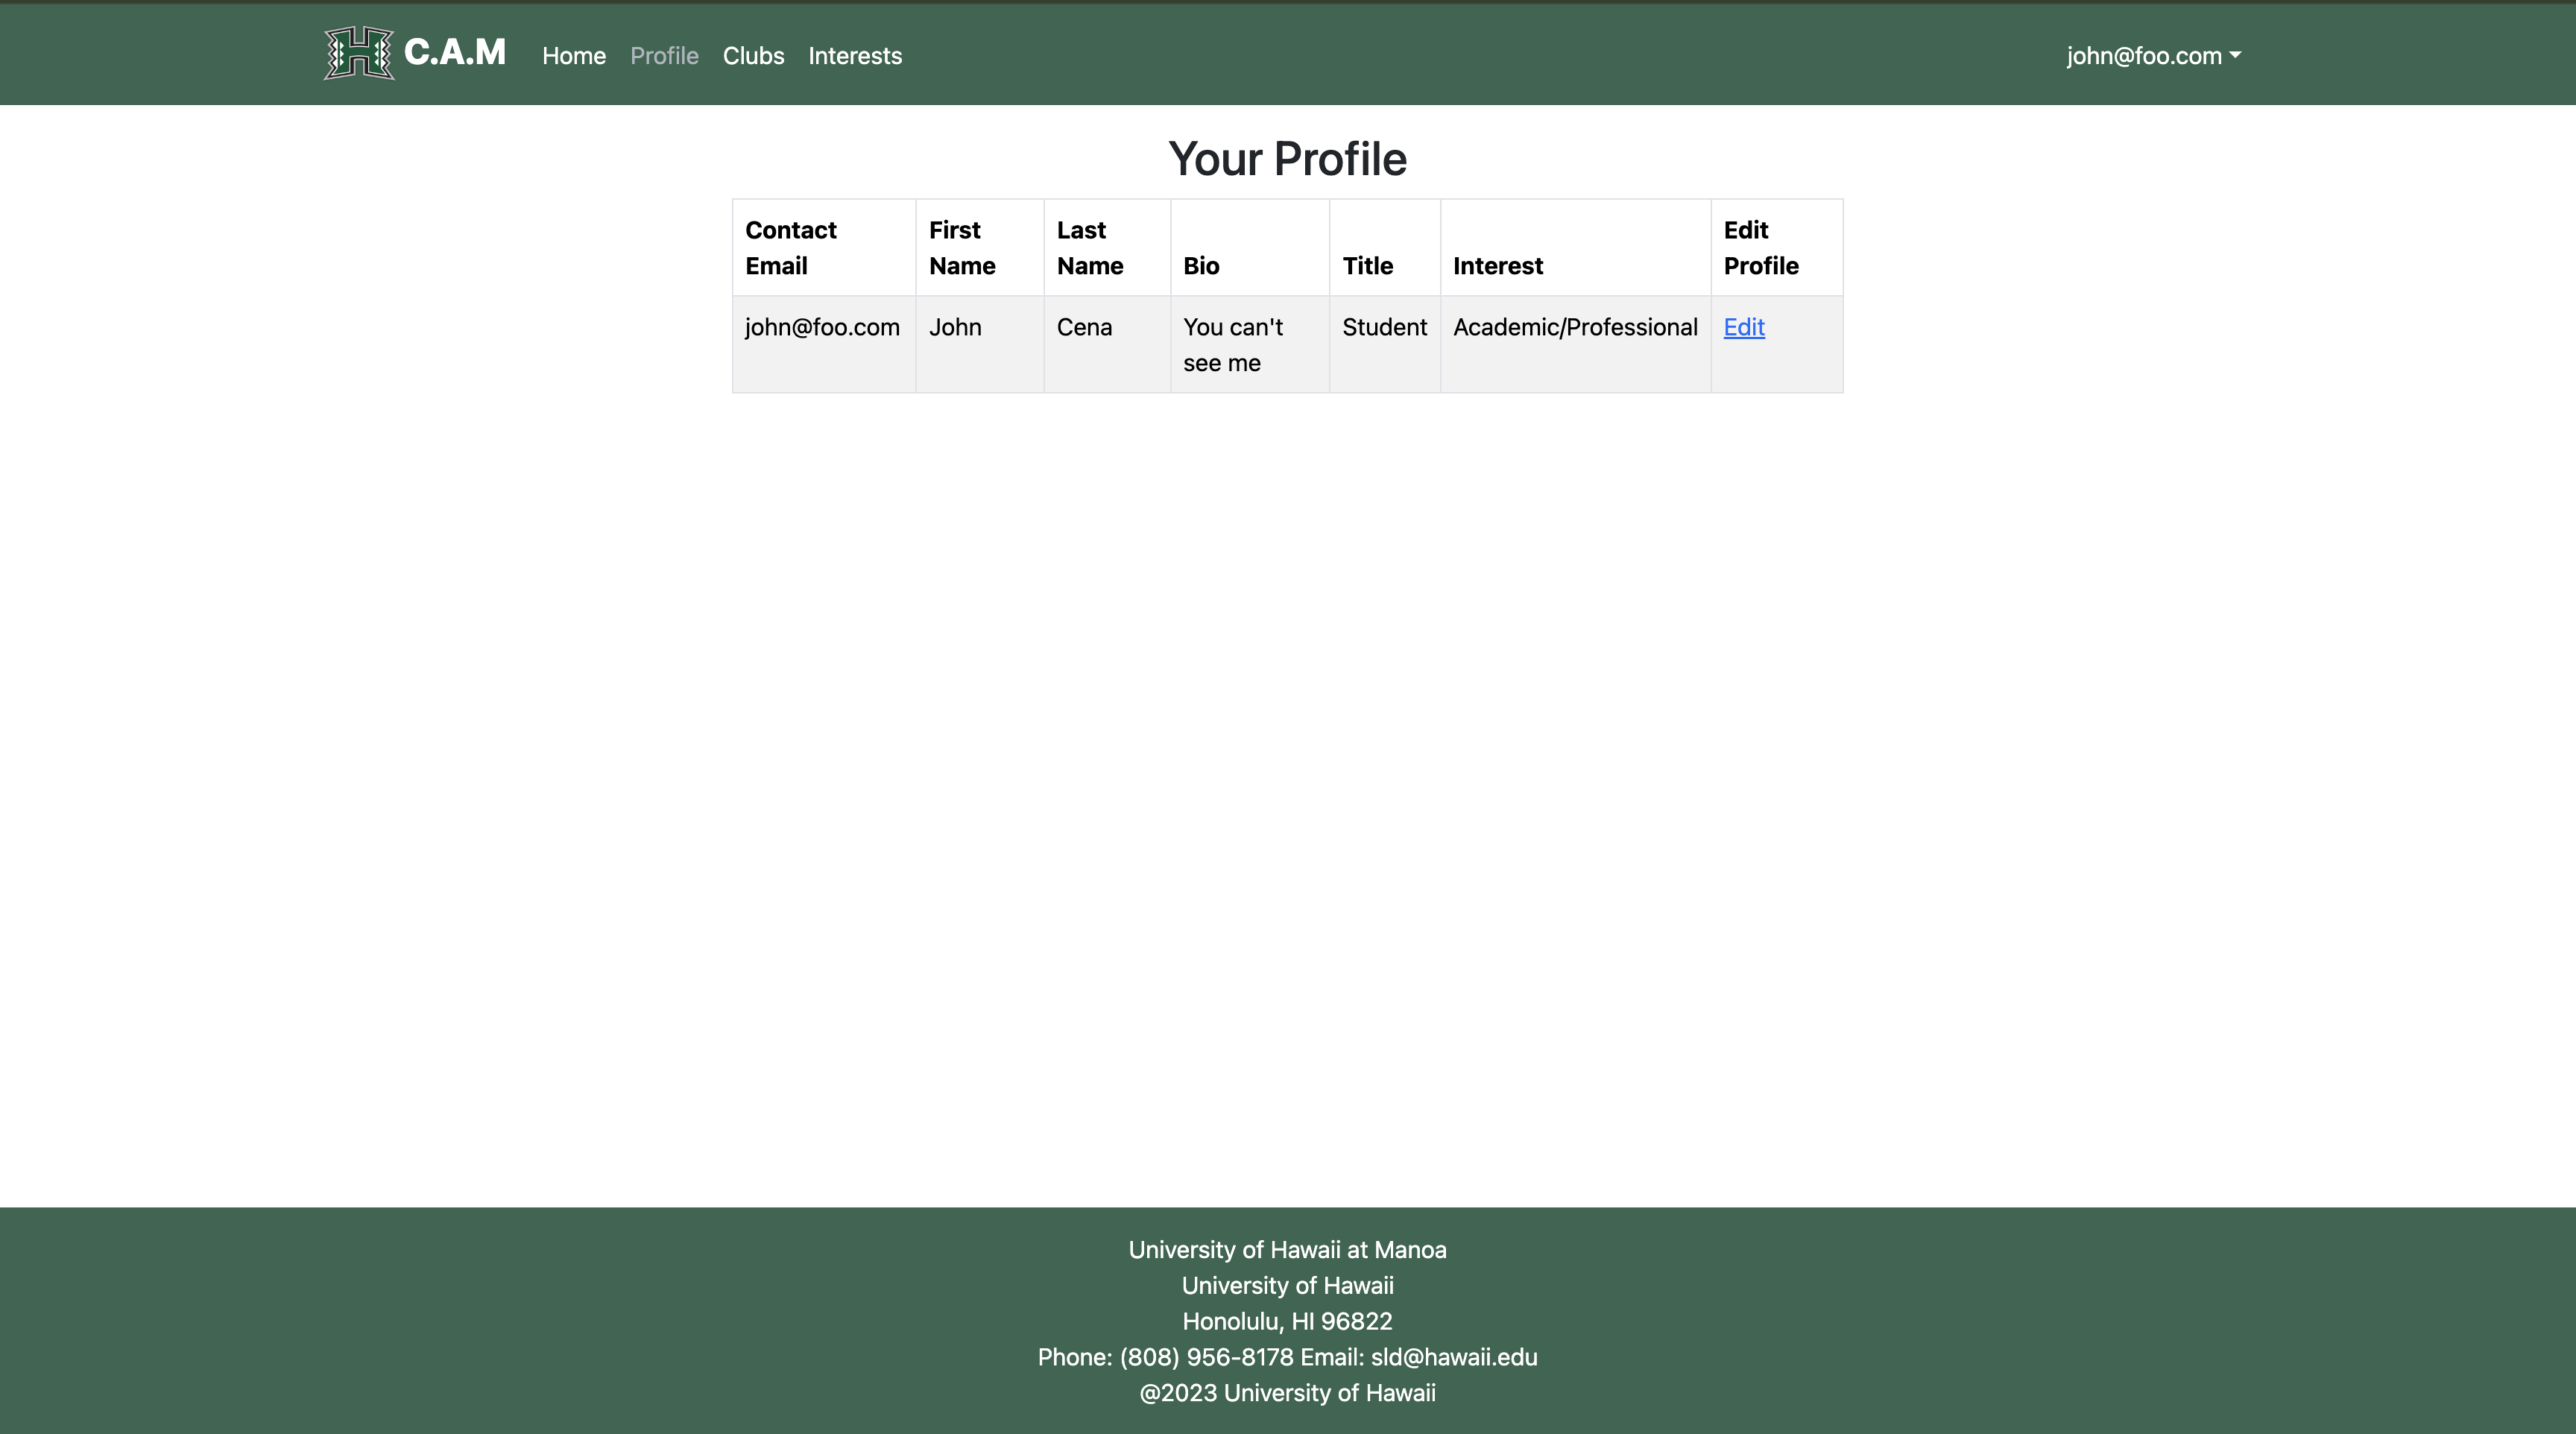 C.A.M Home Profile Clubs Interests john@foo.com
Your Profile
Contact Email First Name Last Name Bio Title Interest Edit Profile
john@foo.com John Cena You can't see me Student Academic/Professional Edit
University of Hawaii at Manoa
University of Hawaii
Honolulu, HI 96822
Phone: (808) 956-8178 Email: sld@hawaii.edu
@2023 University of Hawaii